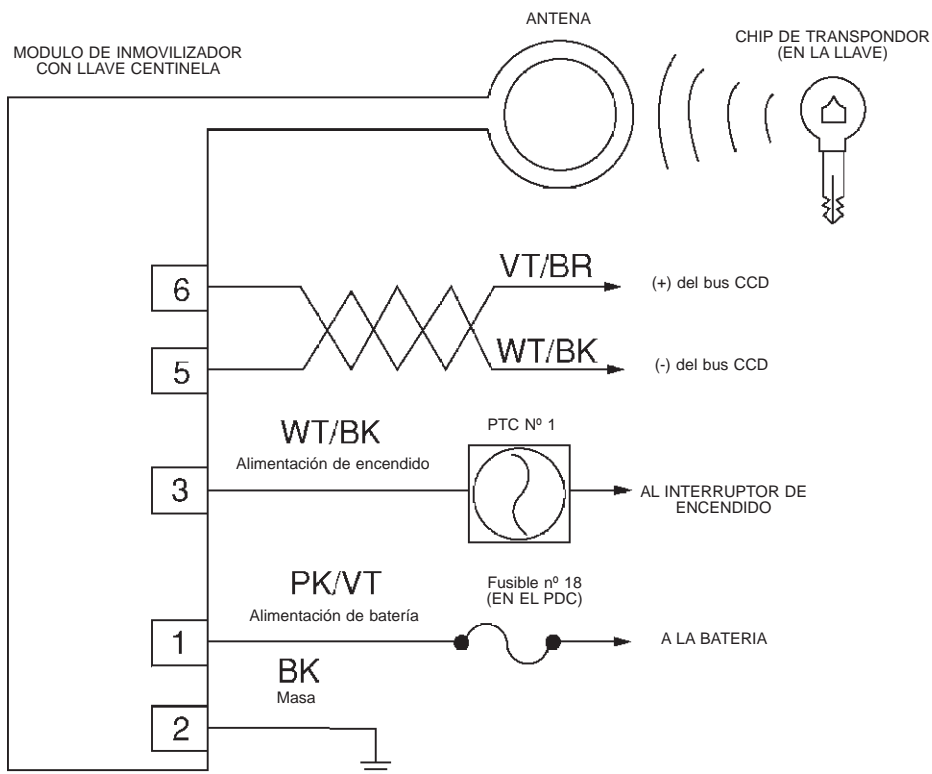 ANTENA
CHIP DE TRANSPONDOR
(EN LA LLAVE)
MODULO DE INMOVILIZADOR
CON LLAVE CENTINELA
6
VT/BR
(+) del bus CCD
5
WT/BK
(-) del bus CCD
WT/BK
Alimentación de encendido
PTC Nº 1
3
AL INTERRUPTOR DE
ENCENDIDO
PK/VT
Alimentación de batería
Fusible nº 18
(EN EL PDC)
1
A LA BATERIA
BK
Masa
2